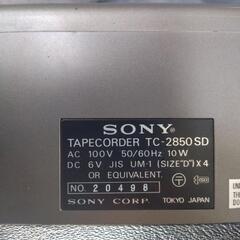 SONY®
TAPECORDER TC-2850SD
AC 100V 50/60Hz 10W
DC 6V JIS UM-1 (SIZE"D") X 4
OR EQUIVALENT.
NO. 20498
SONY CORP. TOKYO JAPAN